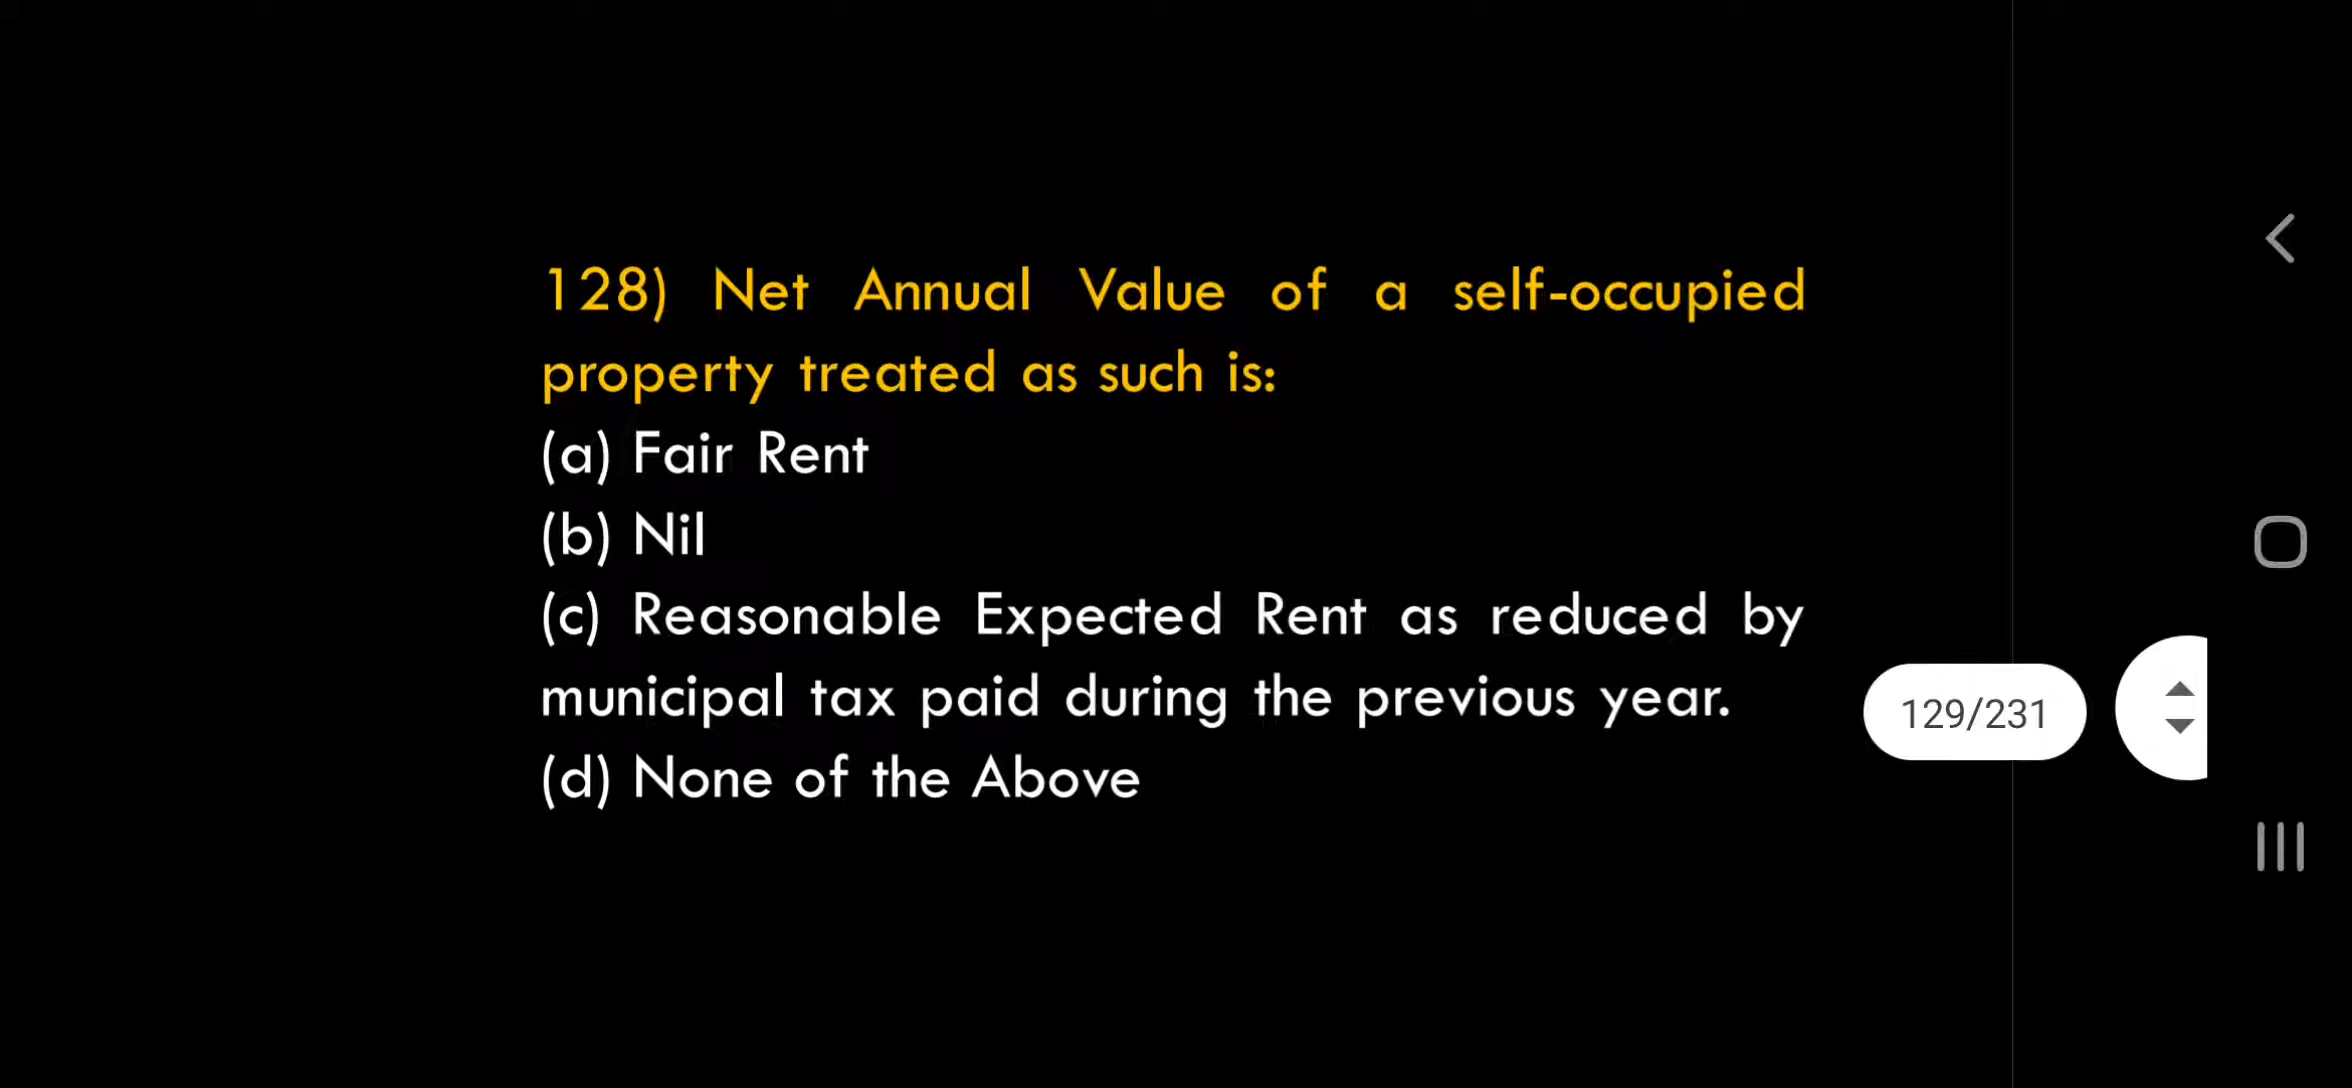 128) Net Annual Value of a self-occupied
property treated as such is:
(a) Fair Rent
(b) Nil
(c) Reasonable Expected Rent as reduced by
municipal tax paid during the previous year.
(d) None of the Above
129/231